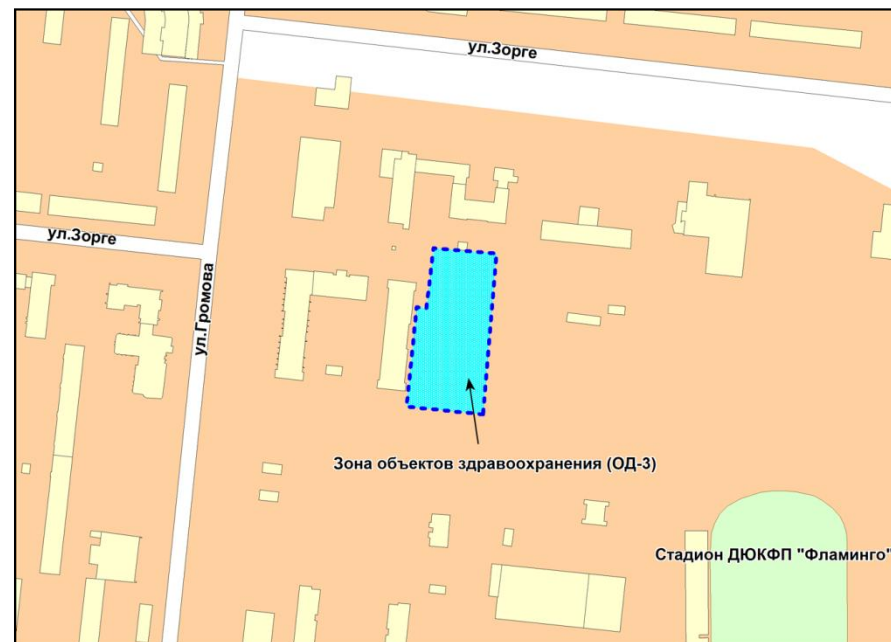 ул.Зорге
ул.Зорге
ул.Громова
Зона объектов здравоохранения (ОД-3)
Стадион ДЮКФП "Фламинго"